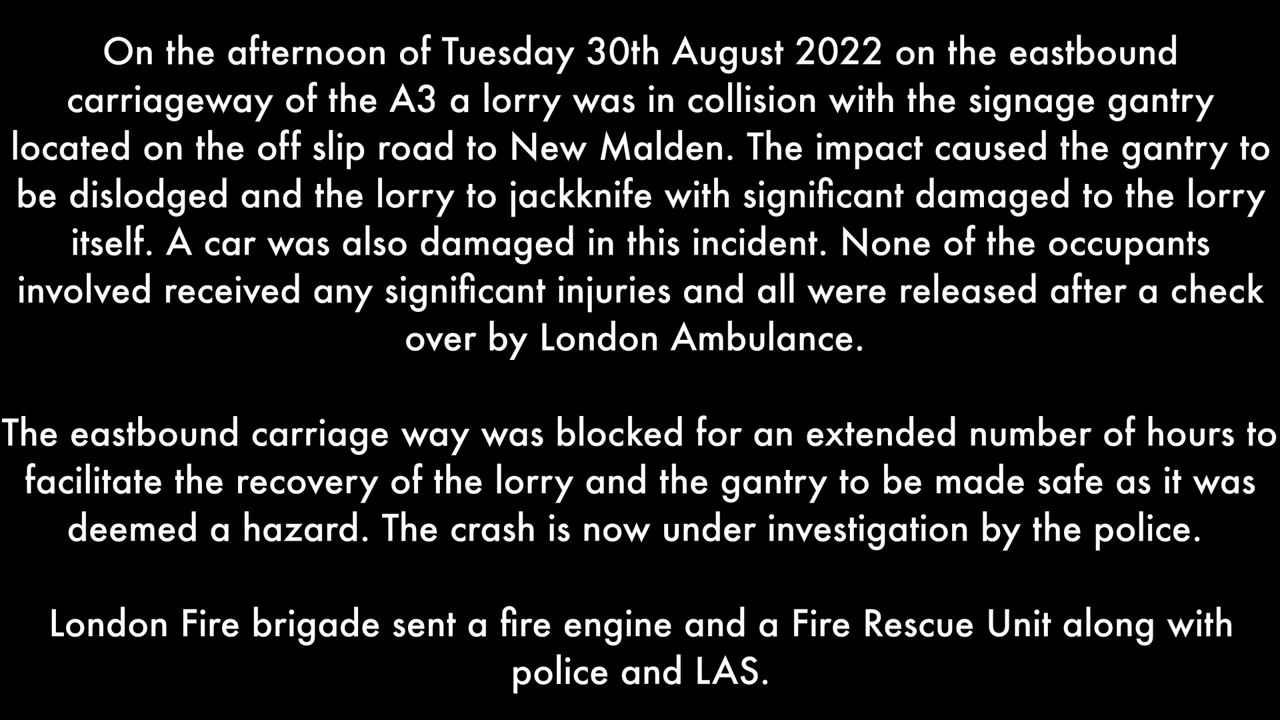 On the afternoon of Tuesday 30th August 2022 on the eastbound
carriageway of the A3 a lorry was in collision with the signage gantry
located on the off slip road to New Malden. The impact caused the gantry to
be dislodged and the lorry to jackknife with significant damaged to the lorry
itself. A car was also damaged in this incident. None of the occupants
involved received any significant injuries and all were released after a check
over by London Ambulance.
The eastbound carriage way was blocked for an extended number of hours to
facilitate the recovery of the lorry and the gantry to be made safe as it was
deemed a hazard. The crash is now under investigation by the police.
London Fire brigade sent a fire engine and a Fire Rescue Unit along with
police and LAS.